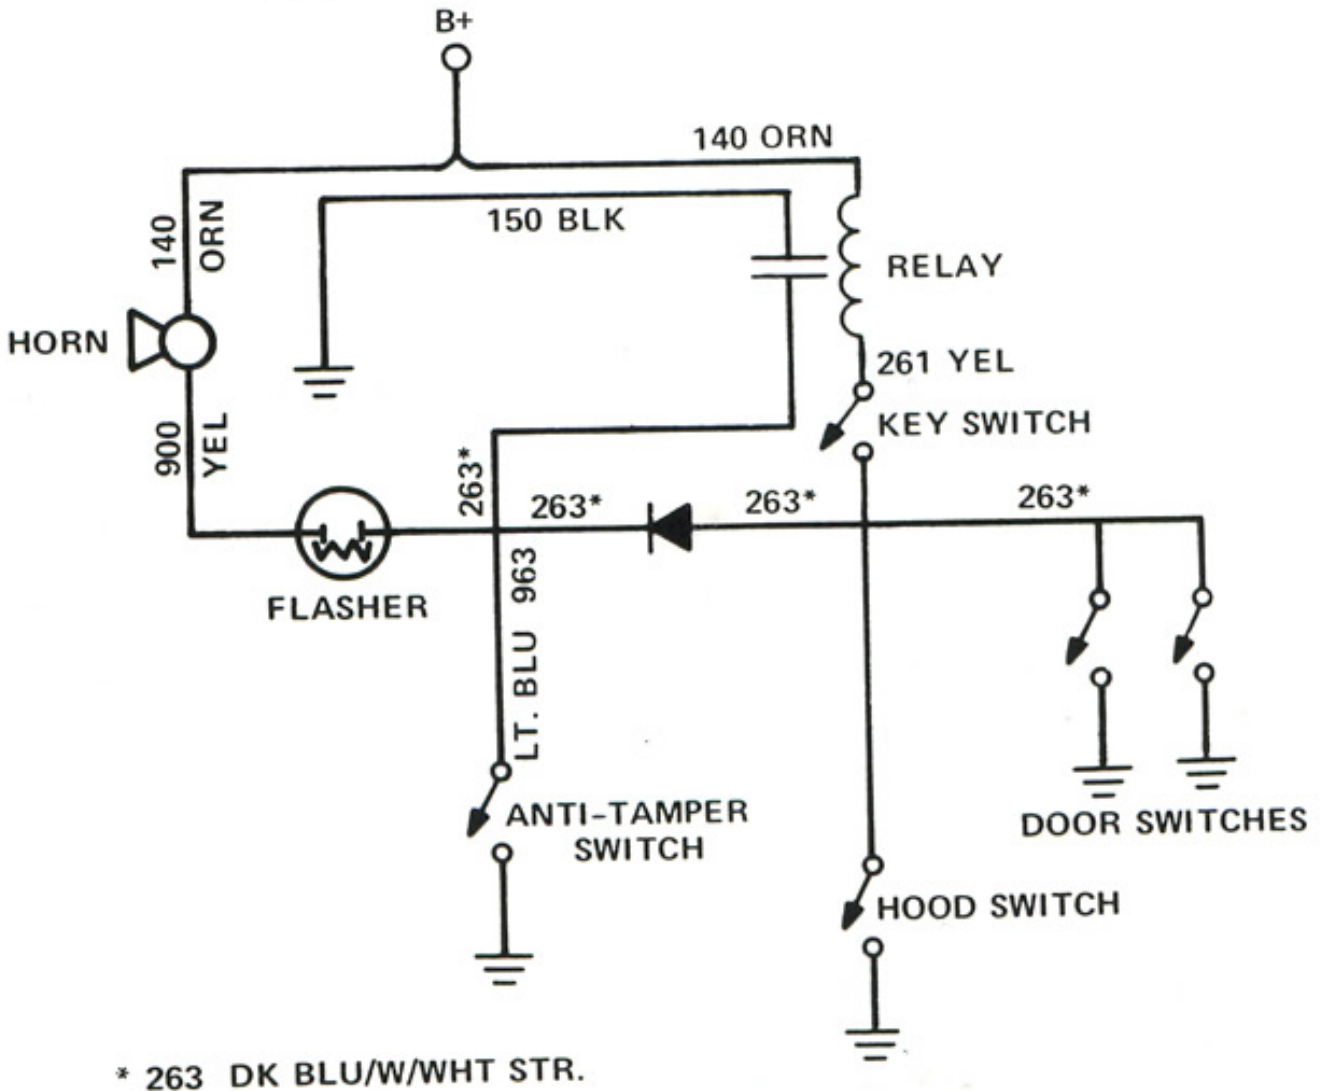 B+
140 ORN
150 BLK
140
ORN
RELAY
HORN
261 YEL
KEY SWITCH
900
YEL
263*
263*
263*
263*
FLASHER
LT. BLU 963
ANTI-TAMPER
SWITCH
DOOR SWITCHES
HOOD SWITCH
* 263 DK BLU/W/WHT STR.